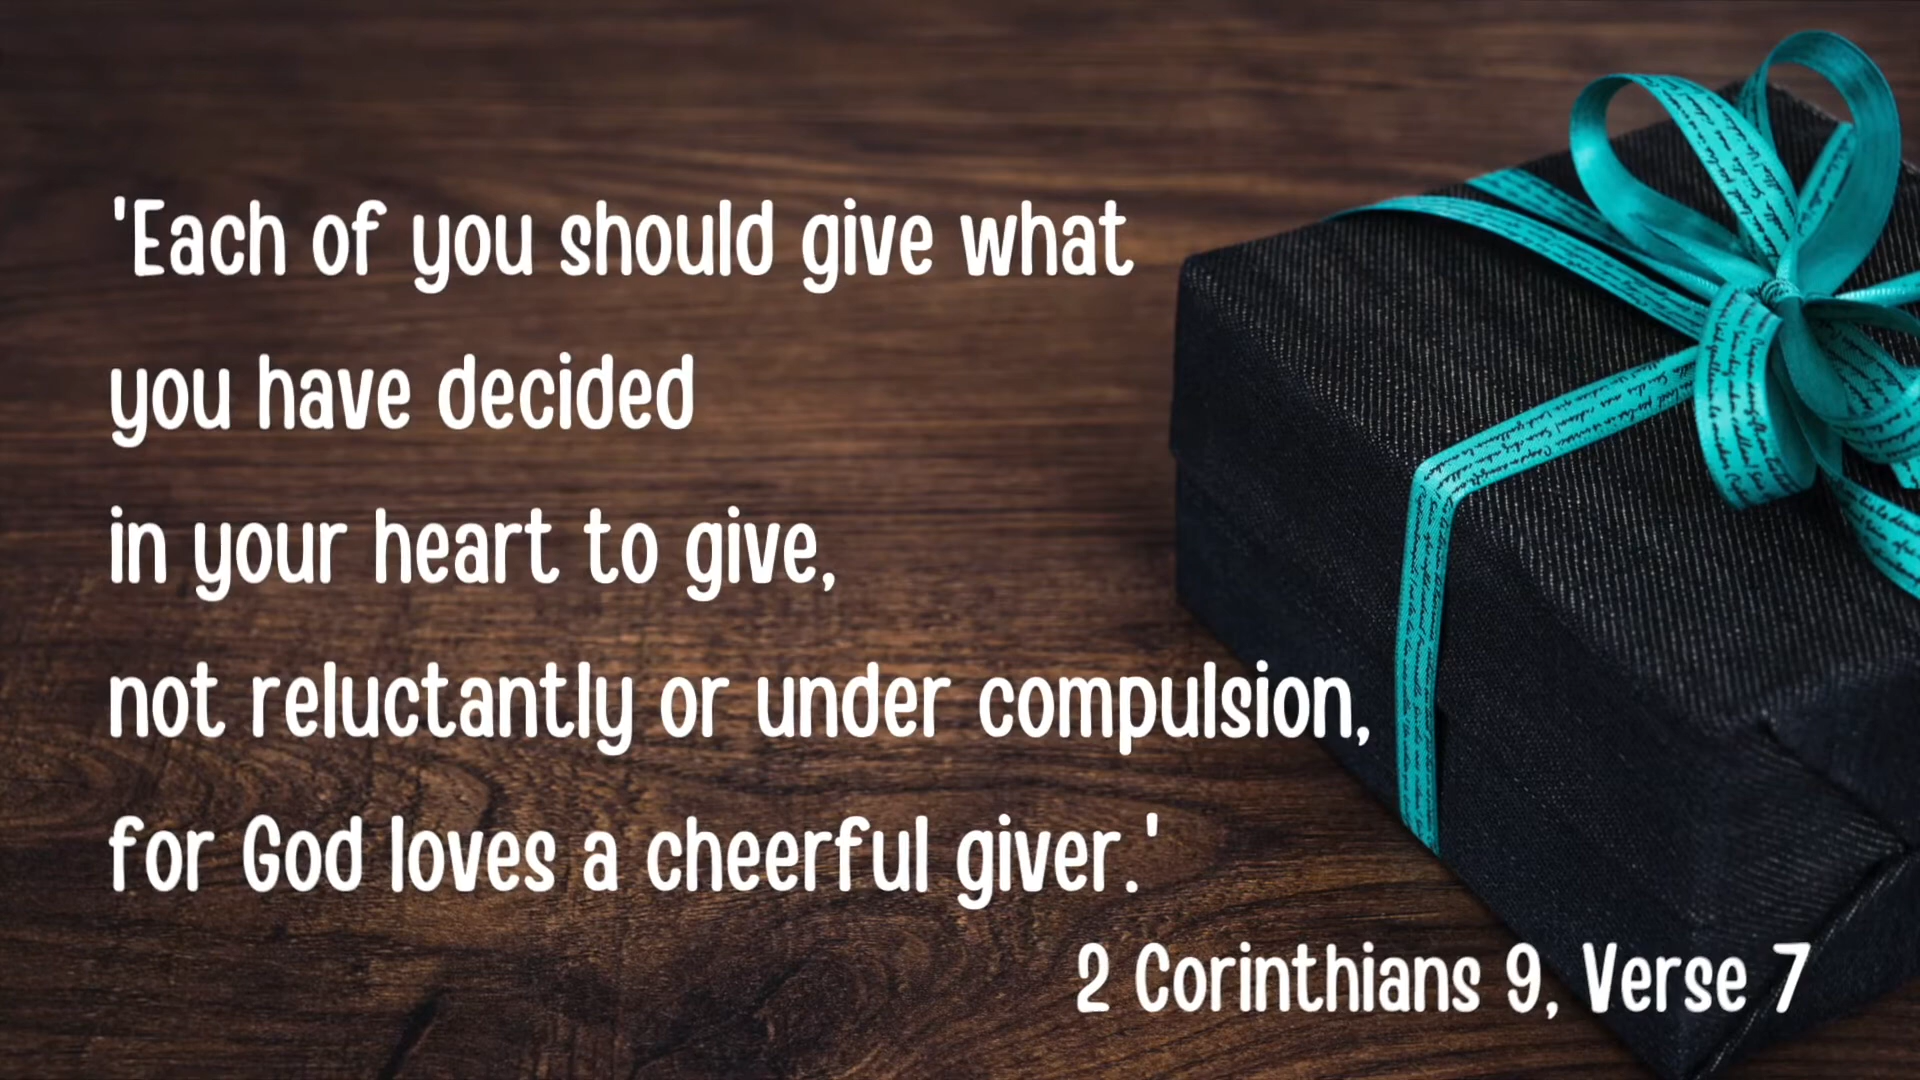 'Each of you should give what
you have decided
in your heart to give,
not reluctantly or under compulsion,
for God loves a cheerful giver.'
2 Corinthians 9, Verse 7